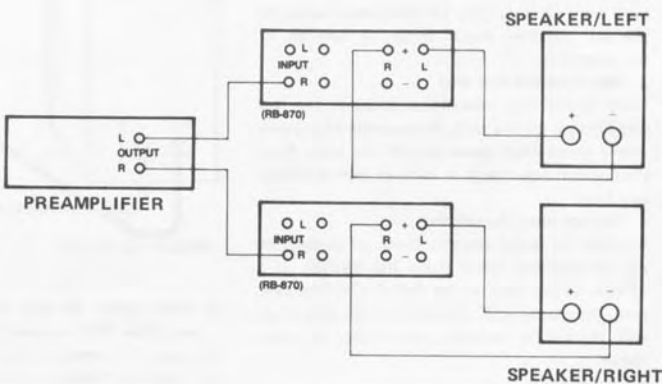 SPEAKER/LEFT
L
INPUT
R
+
R L
−
(RB-870)
+ −
L
OUTPUT
R
PREAMPLIFIER
L
INPUT
R
+
R L
−
(RB-870)
+ −
SPEAKER/RIGHT